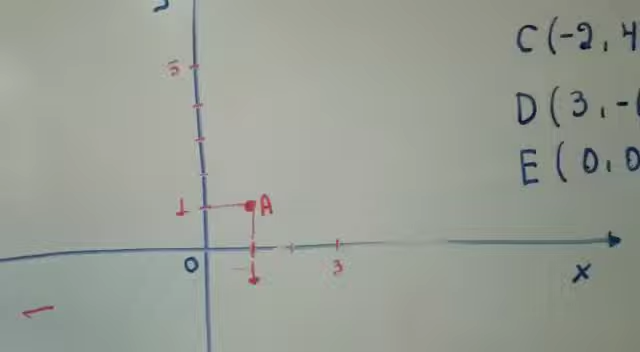 C(-2, 4
5
D(3, -
E(0, 0
1 A
0 1 3
x